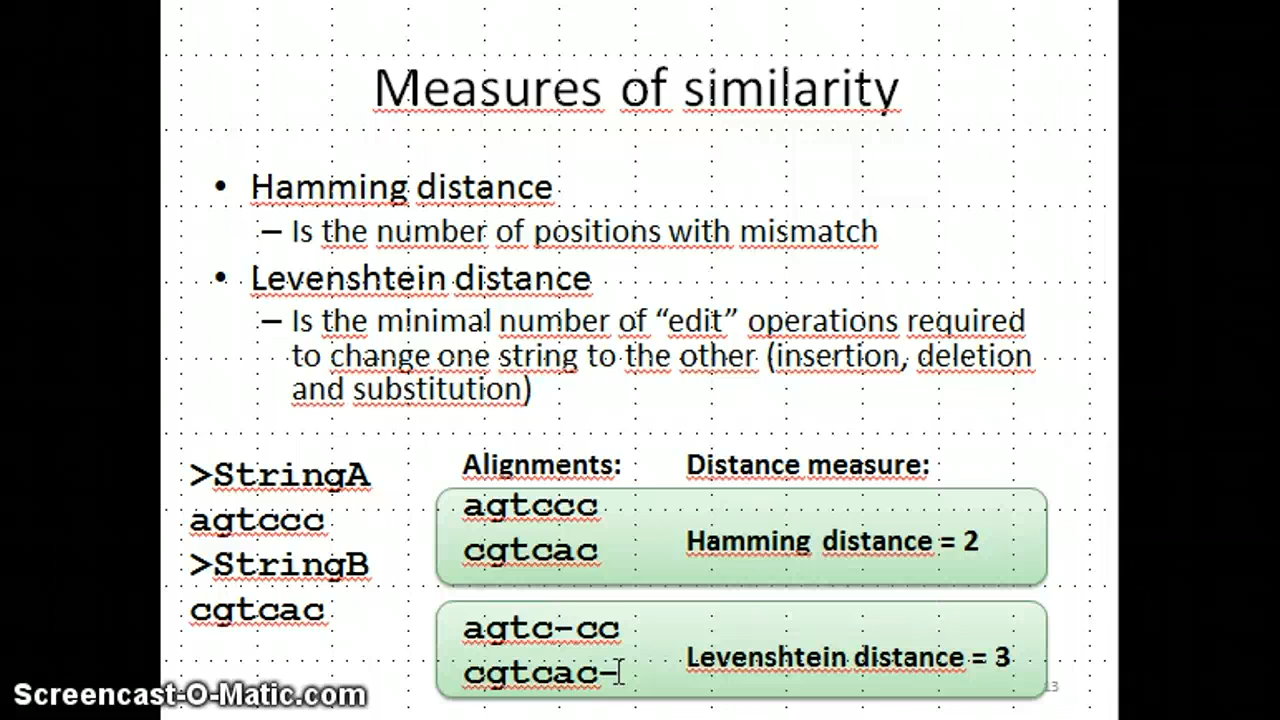 Measures of similarity
• Hamming distance
– Is the number of positions with mismatch
• Levenshtein distance
– Is the minimal number of “edit” operations required
to change one string to the other (insertion, deletion
and substitution)
>StringA
agtccc
>StringB
cgtcac
Alignments: Distance measure:
agtccc
cgtcac
Hamming distance = 2
agtc-cc
cgtcac-
Levenshtein distance = 3
13
Screencast-O-Matic.com